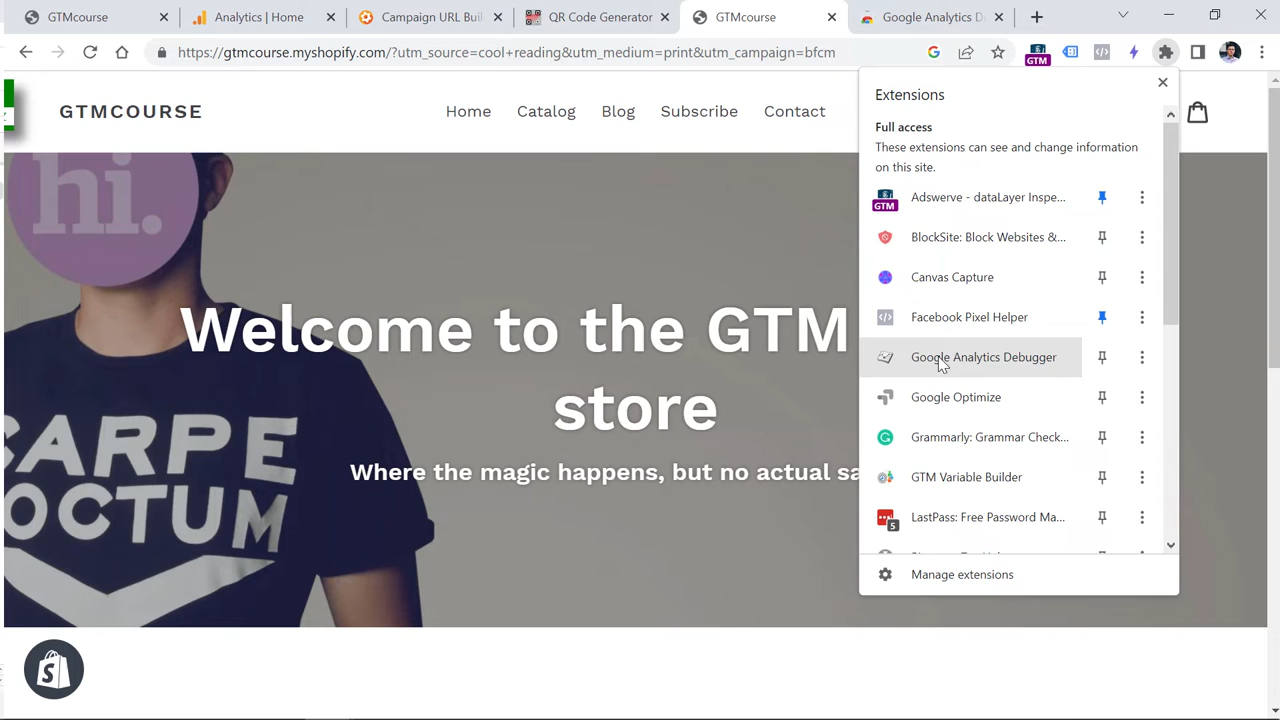 GTMcourse
Analytics | Home
Campaign URL Buil
QR Code Generator
GTMcourse
Google Analytics D
https://gtmcourse.myshopify.com/?utm_source=cool+reading&utm_medium=print&utm_campaign=bfcm
GTM
GTMCOURSE
Home
Catalog
Blog
Subscribe
Contact
hi.
CARPE
NOCTUM
Welcome to the GTM
store
Where the magic happens, but no actual sa
Extensions
Full access
These extensions can see and change information
on this site.
GTM
Adswerve - dataLayer Inspe...
BlockSite: Block Websites &...
Canvas Capture
Facebook Pixel Helper
Google Analytics Debugger
Google Optimize
Grammarly: Grammar Check...
GTM Variable Builder
5
LastPass: Free Password Ma...
Manage extensions